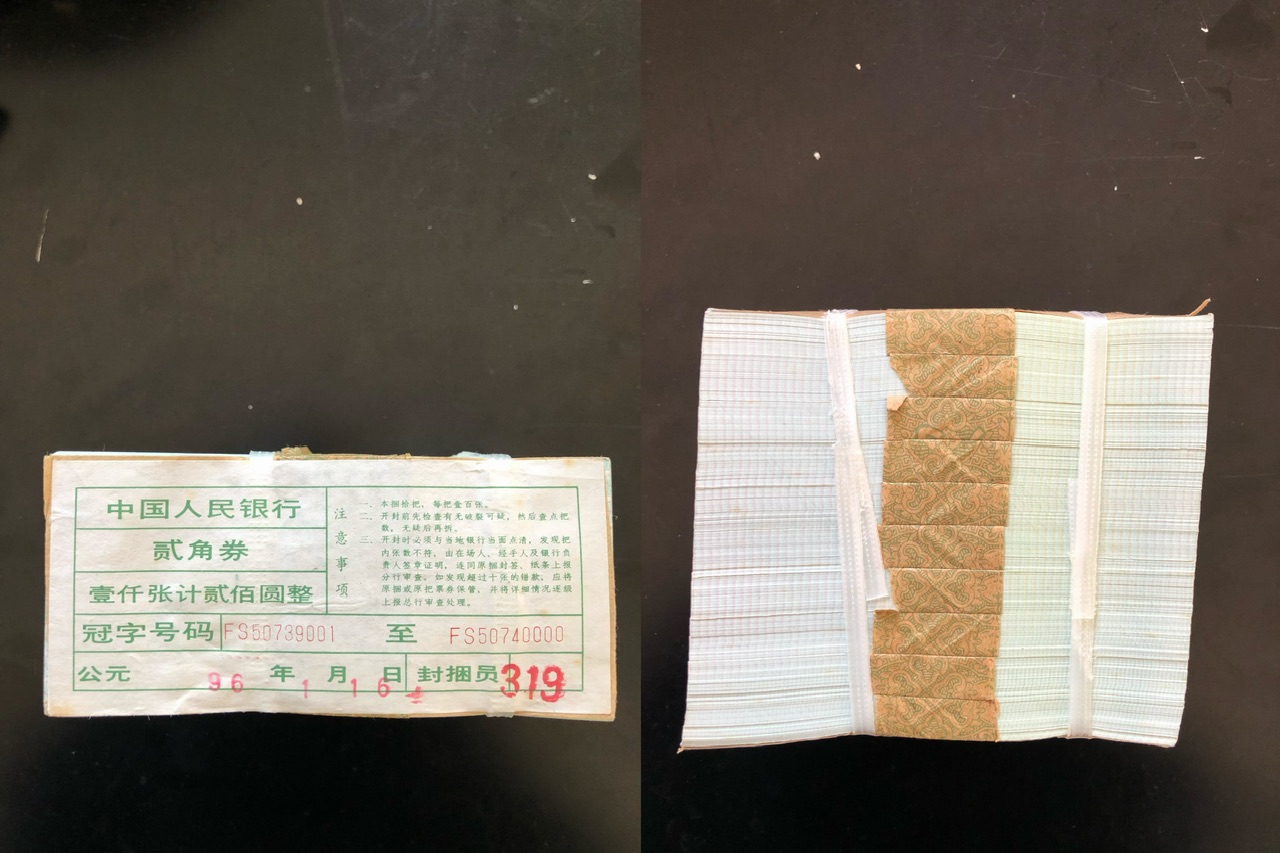 中国人民银行
贰角券
壹仟张计贰佰圆整
注意事项
一、本捆拾把，每把壹百张。
二、开封前先检查有无破裂可疑，然后查点把
数，无疑后再拆。
三、开封时必须与当地银行当面点清，发现把
内张数不符，由在场人、经手人及银行负
责人签章证明，连同原捆封签、纸条上报
分行审查。如发现超过十张的错款，应将
原捆或原把票券保管，并将详细情况逐级
上报总行审查处理。
冠字号码 FS50739001 至 FS50740000
公元 96 年 1 月 16 日 封捆员 319